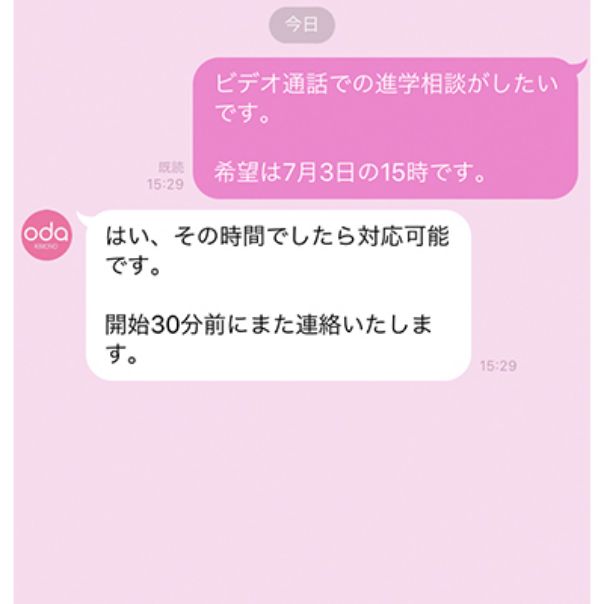 今日
ビデオ通話での進学相談がしたい
です。
希望は7月3日の15時です。
既読
15:29
oda
KIMONO
はい、その時間でしたら対応可能
です。
開始30分前にまた連絡いたしま
す。
15:29